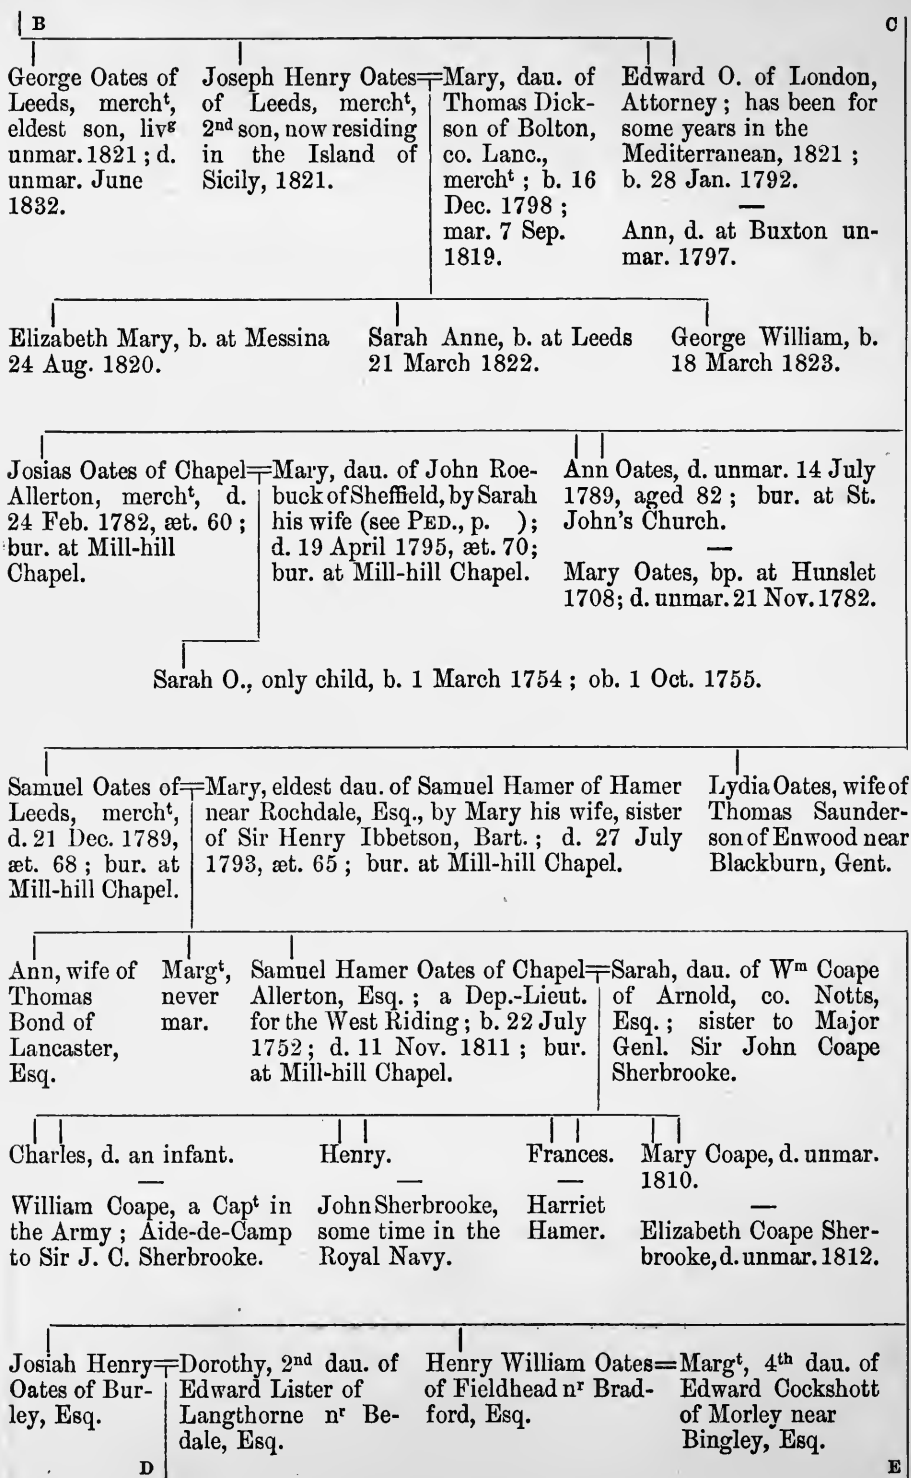 B
C
George Oates of
Leeds, mercht,
eldest son, livg
unmar. 1821 ; d.
unmar. June
1832.
Joseph Henry Oates
of Leeds, mercht,
2nd son, now residing
in the Island of
Sicily, 1821.
Mary, dau. of
Thomas Dick-
son of Bolton,
co. Lanc.,
mercht ; b. 16
Dec. 1798 ;
mar. 7 Sep.
1819.
Edward O. of London,
Attorney ; has been for
some years in the
Mediterranean, 1821 ;
b. 28 Jan. 1792.
—
Ann, d. at Buxton un-
mar. 1797.
Elizabeth Mary, b. at Messina
24 Aug. 1820.
Sarah Anne, b. at Leeds
21 March 1822.
George William, b.
18 March 1823.
Josias Oates of Chapel
Allerton, mercht, d.
24 Feb. 1782, æt. 60 ;
bur. at Mill-hill
Chapel.
Mary, dau. of John Roe-
buck of Sheffield, by Sarah
his wife (see PED., p. );
d. 19 April 1795, æt. 70;
bur. at Mill-hill Chapel.
Ann Oates, d. unmar. 14 July
1789, aged 82 ; bur. at St.
John's Church.
—
Mary Oates, bp. at Hunslet
1708; d. unmar. 21 Nov. 1782.
Sarah O., only child, b. 1 March 1754 ; ob. 1 Oct. 1755.
Samuel Oates of
Leeds, mercht,
d. 21 Dec. 1789,
æt. 68 ; bur. at
Mill-hill Chapel.
Mary, eldest dau. of Samuel Hamer of Hamer
near Rochdale, Esq., by Mary his wife, sister
of Sir Henry Ibbetson, Bart. ; d. 27 July
1793, æt. 65 ; bur. at Mill-hill Chapel.
Lydia Oates, wife of
Thomas Saunder-
son of Enwood near
Blackburn, Gent.
Ann, wife of
Thomas
Bond of
Lancaster,
Esq.
Margt,
never
mar.
Samuel Hamer Oates of Chapel
Allerton, Esq. ; a Dep.-Lieut.
for the West Riding ; b. 22 July
1752 ; d. 11 Nov. 1811 ; bur.
at Mill-hill Chapel.
Sarah, dau. of Wm Coape
of Arnold, co. Notts,
Esq. ; sister to Major
Genl. Sir John Coape
Sherbrooke.
Charles, d. an infant.
—
William Coape, a Capt in
the Army ; Aide-de-Camp
to Sir J. C. Sherbrooke.
Henry.
—
John Sherbrooke,
some time in the
Royal Navy.
Frances.
—
Harriet
Hamer.
Mary Coape, d. unmar.
1810.
—
Elizabeth Coape Sher-
brooke, d. unmar. 1812.
Josiah Henry
Oates of Bur-
ley, Esq.
Dorothy, 2nd dau. of
Edward Lister of
Langthorne nr Be-
dale, Esq.
Henry William Oates
of Fieldhead nr Brad-
ford, Esq.
Margt, 4th dau. of
Edward Cockshott
of Morley near
Bingley, Esq.
D
E